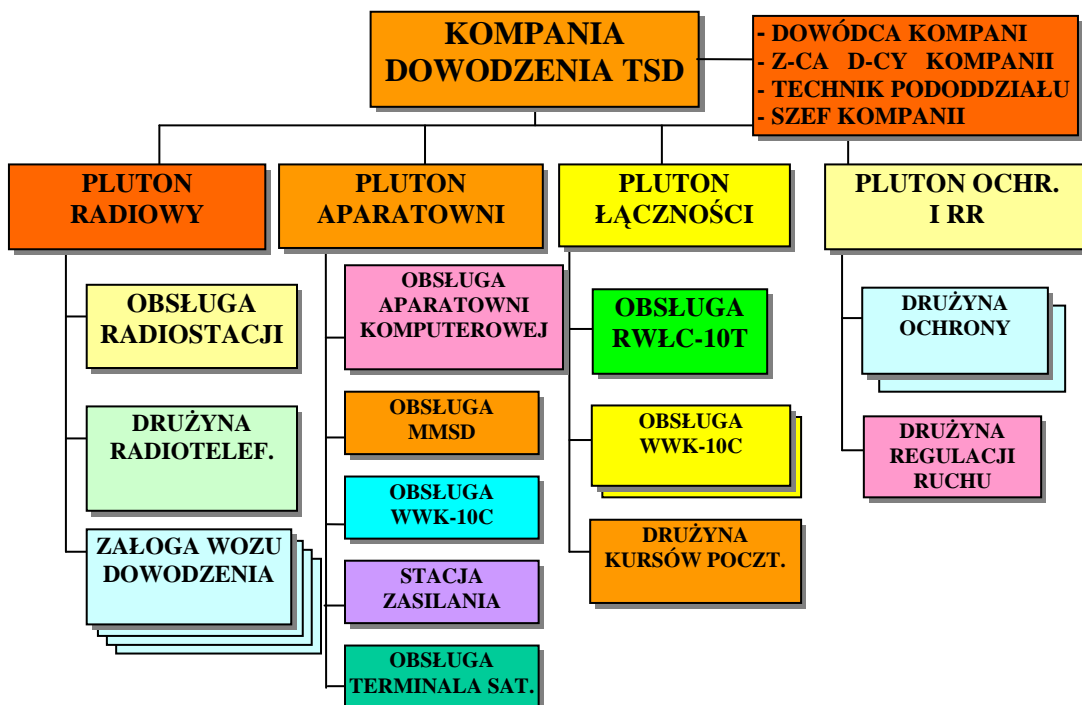 KOMPANIA
DOWODZENIA TSD
- DOWÓDCA KOMPANI
- Z-CA D-CY KOMPANII
- TECHNIK PODODDZIAŁU
- SZEF KOMPANII
PLUTON
RADIOWY
OBSŁUGA
RADIOSTACJI
DRUŻYNA
RADIOTELEF.
ZAŁOGA WOZU
DOWODZENIA
PLUTON
APARATOWNI
OBSŁUGA
APARATOWNI
KOMPUTEROWEJ
OBSŁUGA
MMSD
OBSŁUGA
WWK-10C
STACJA
ZASILANIA
OBSŁUGA
TERMINALA SAT.
PLUTON
ŁĄCZNOŚCI
OBSŁUGA
RWŁC-10T
OBSŁUGA
WWK-10C
DRUŻYNA
KURSÓW POCZT.
PLUTON OCHR.
I RR
DRUŻYNA
OCHRONY
DRUŻYNA
REGULACJI
RUCHU